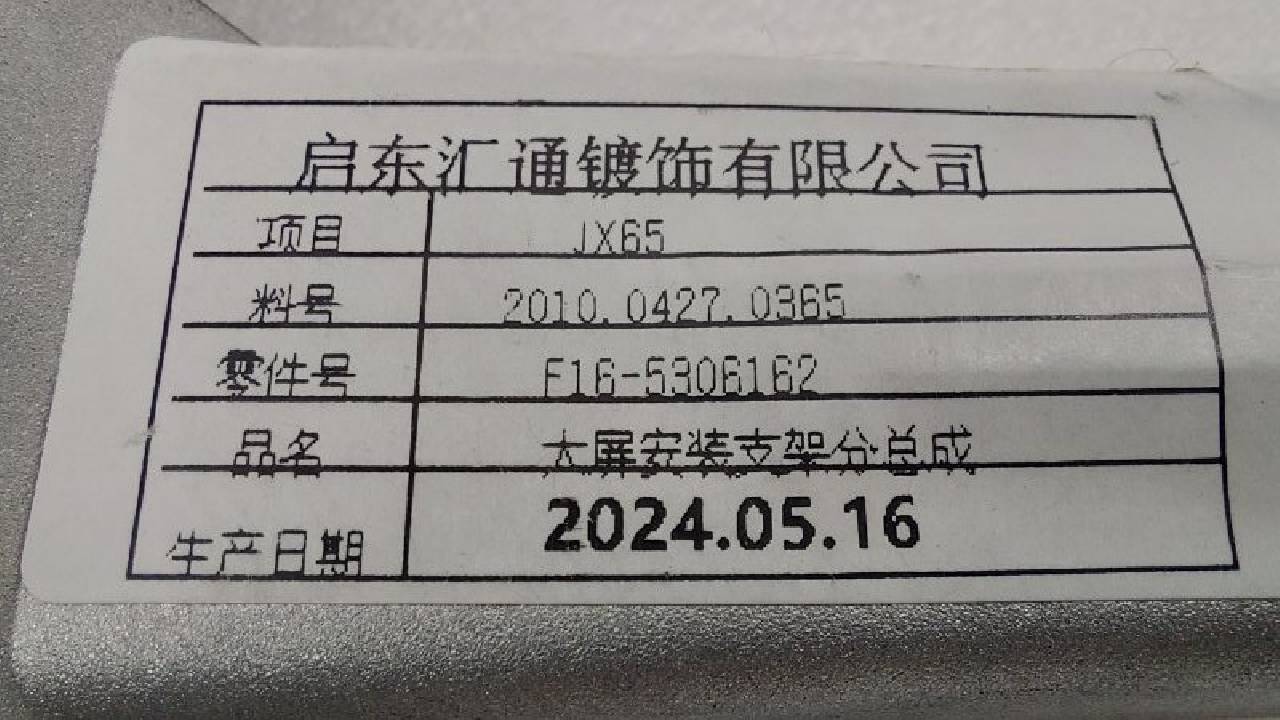 启东汇通镀饰有限公司
项目 JX65
料号 2010.0427.0365
零件号 F16-5306162
品名 大屏安装支架分总成
生产日期 2024.05.16